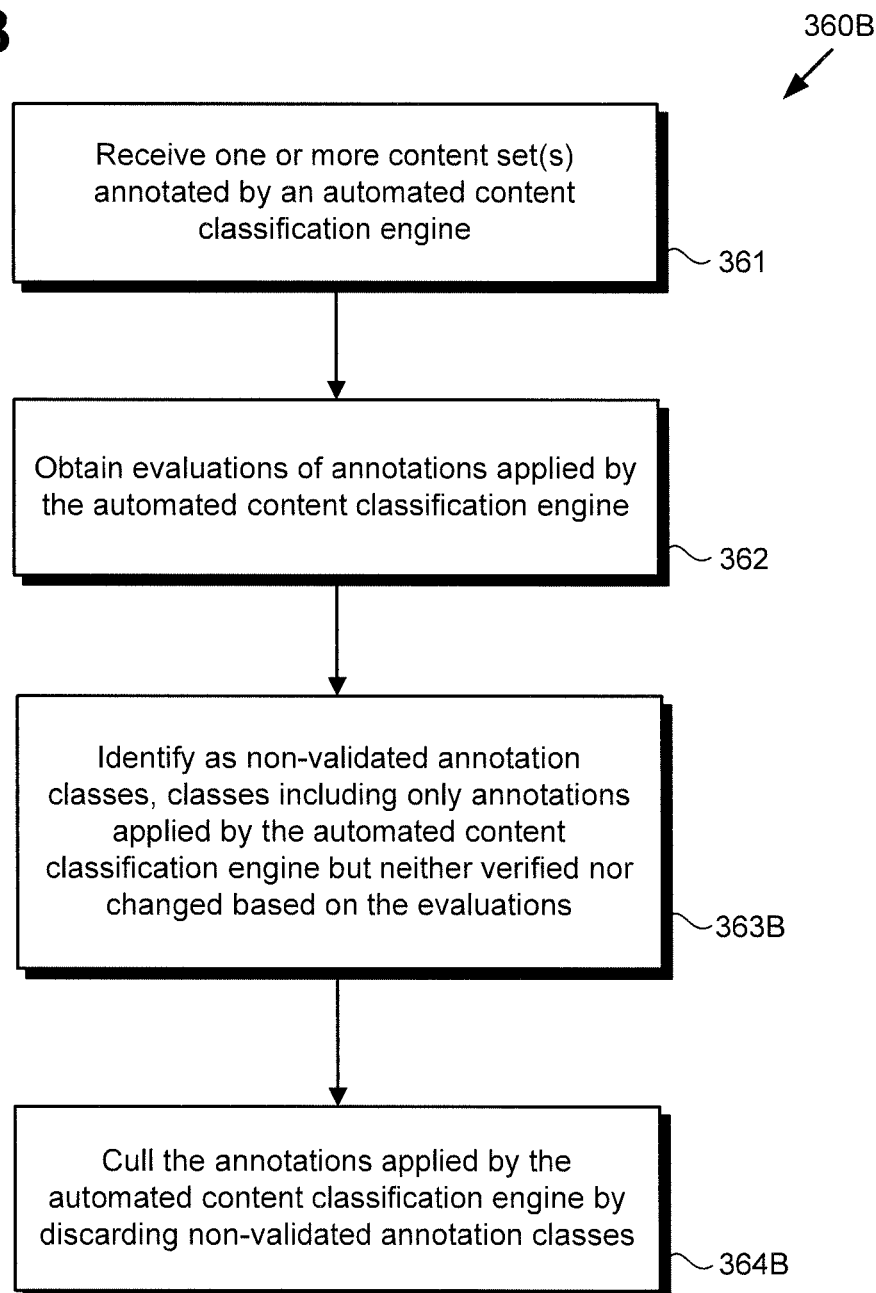 360B
Receive one or more content set(s)
annotated by an automated content
classification engine
361
Obtain evaluations of annotations applied by
the automated content classification engine
362
Identify as non-validated annotation
classes, classes including only annotations
applied by the automated content
classification engine but neither verified nor
changed based on the evaluations
363B
Cull the annotations applied by the
automated content classification engine by
discarding non-validated annotation classes
364B